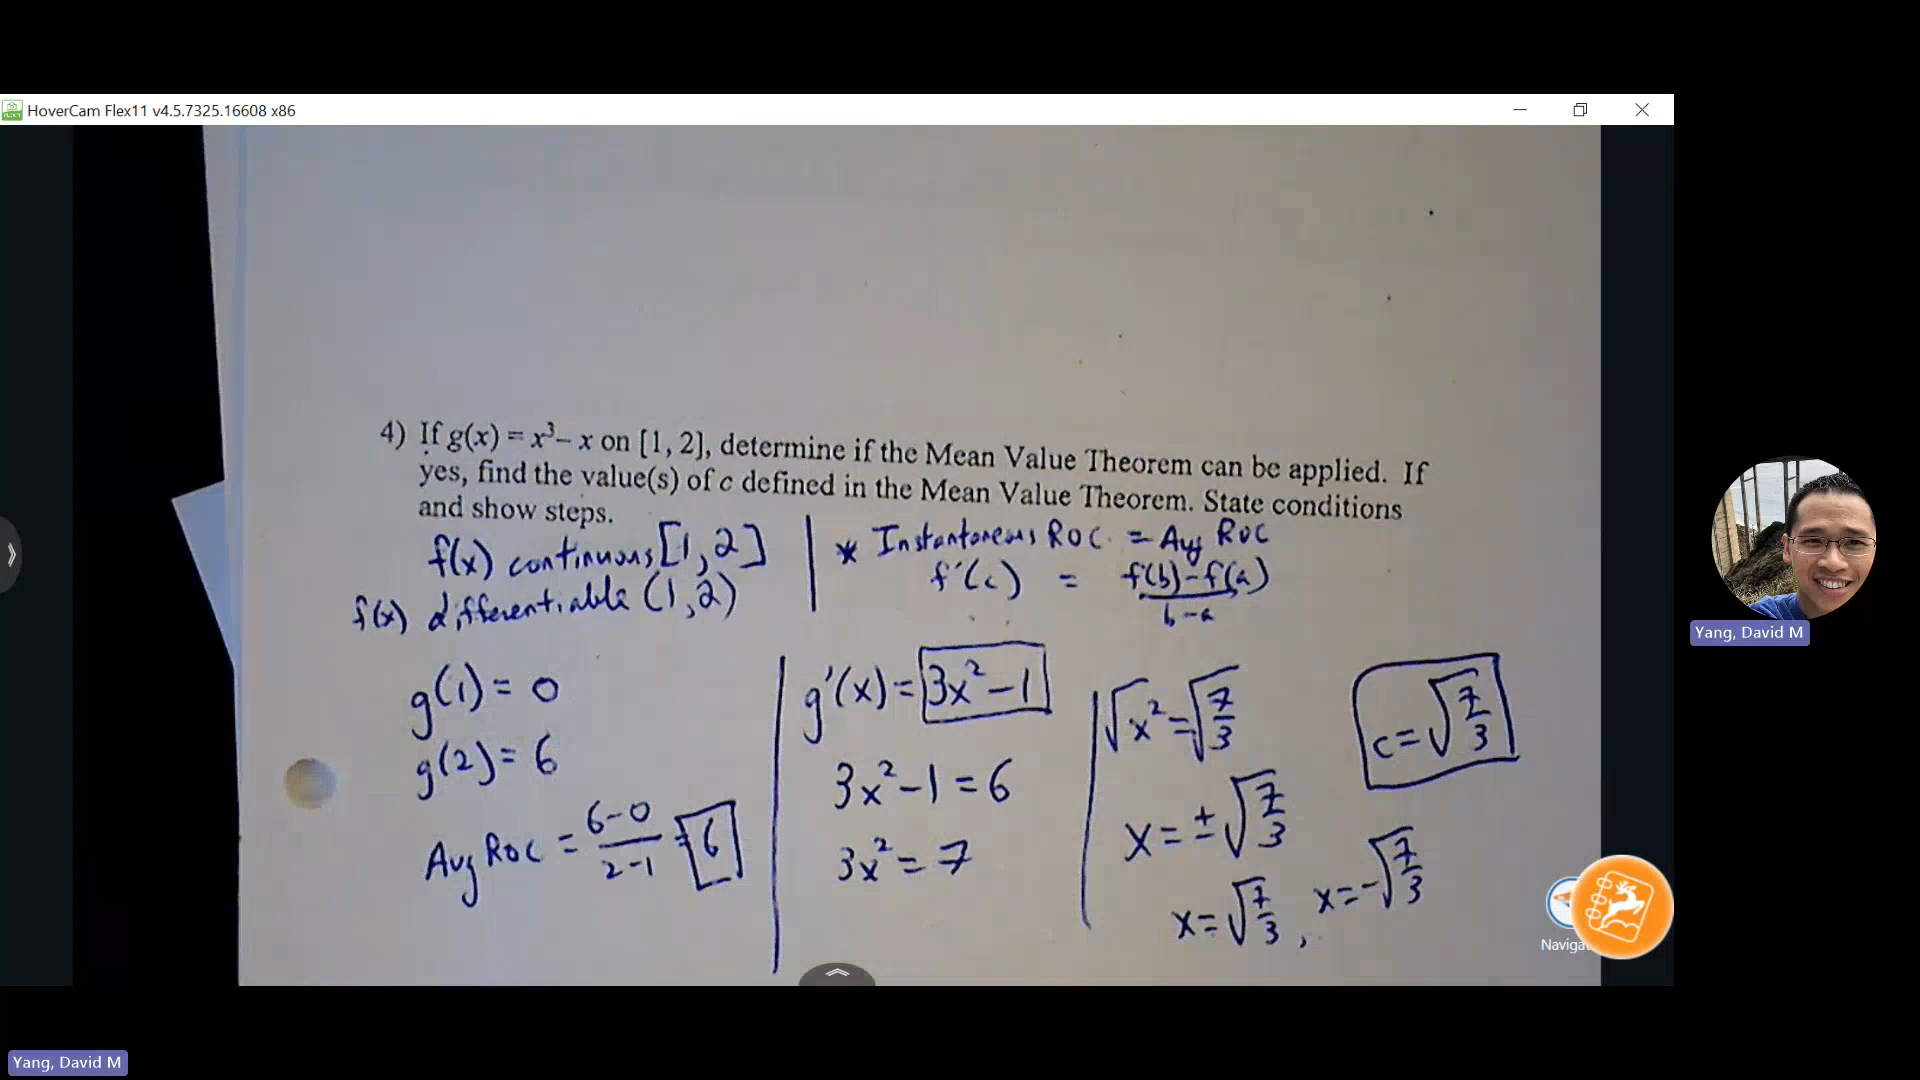 HoverCam Flex11 v4.5.7325.16608 x86
4) If g(x) = x³ – x on [1, 2], determine if the Mean Value Theorem can be applied. If
yes, find the value(s) of c defined in the Mean Value Theorem. State conditions
and show steps.
f(x) continuous [1,2]
f(x) differentiable (1,2)
* Instantaneous ROC = Avg ROC
f'(c) = f(b)-f(a)
b-a
g(1) = 0
g(2) = 6
Avg ROC = 6-0
2-1
= 6
g'(x) = 3x² - 1
3x² - 1 = 6
3x² = 7
√x² = √7/3
x = ±√7/3
x = √7/3 , x = -√7/3
c = √7/3
Navigat
Yang, David M
Yang, David M